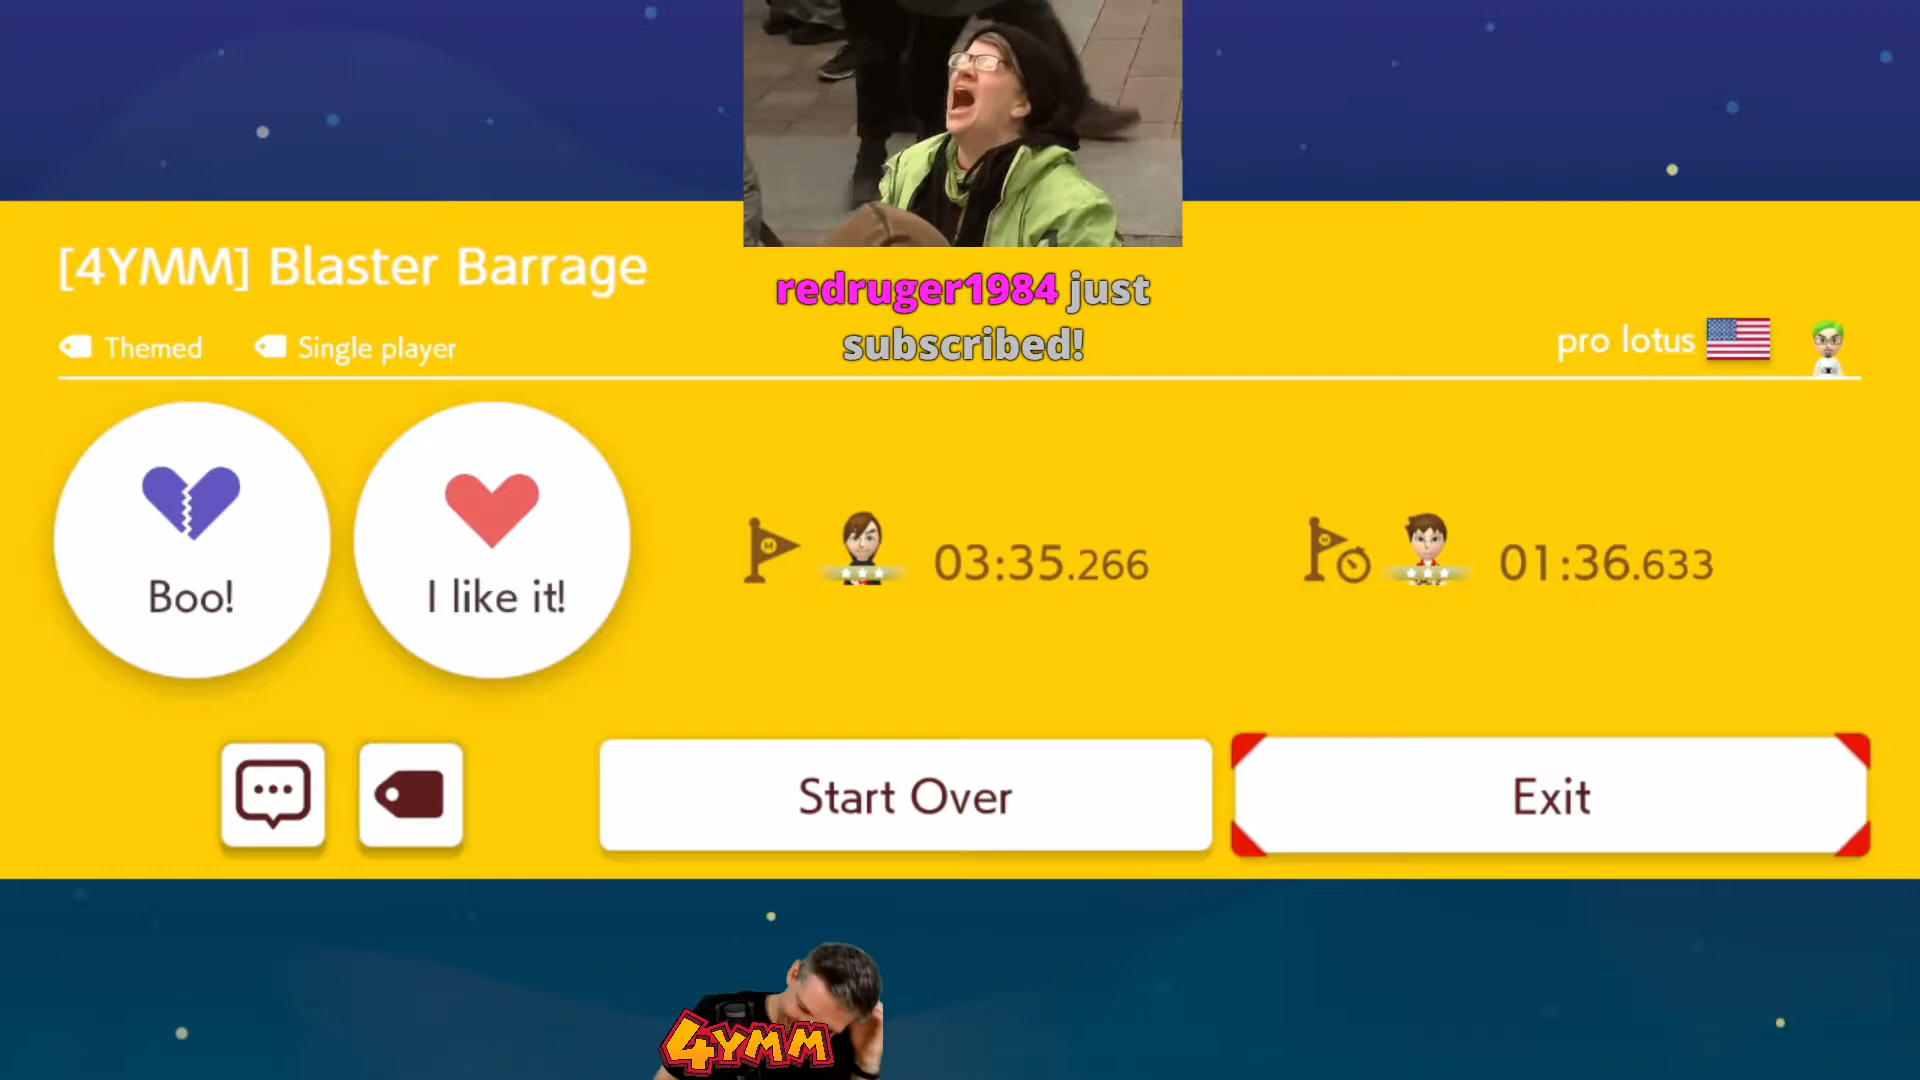 [4YMM] Blaster Barrage
redruger1984 just
subscribed!
Themed
Single player
pro lotus
Boo!
I like it!
M
03:35.266
M
01:36.633
Start Over
Exit
4YMM